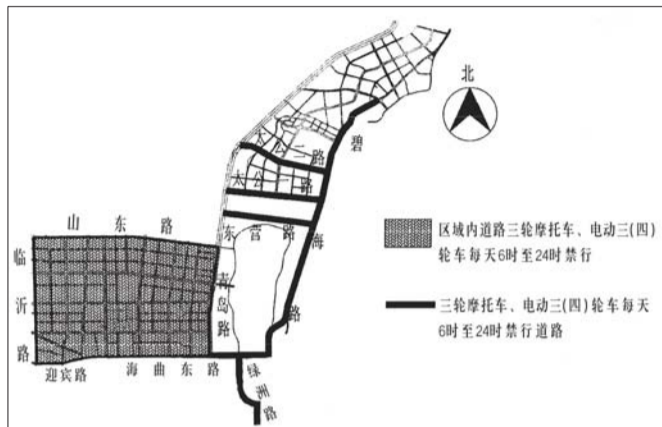 北
太公二路
太公一路
碧海路
山东路
东营路
临沂路
青岛路
迎宾路
海曲东路
绿洲路
区域内道路三轮摩托车、电动三(四)
轮车每天6时至24时禁行
三轮摩托车、电动三(四)轮车每天
6时至24时禁行道路